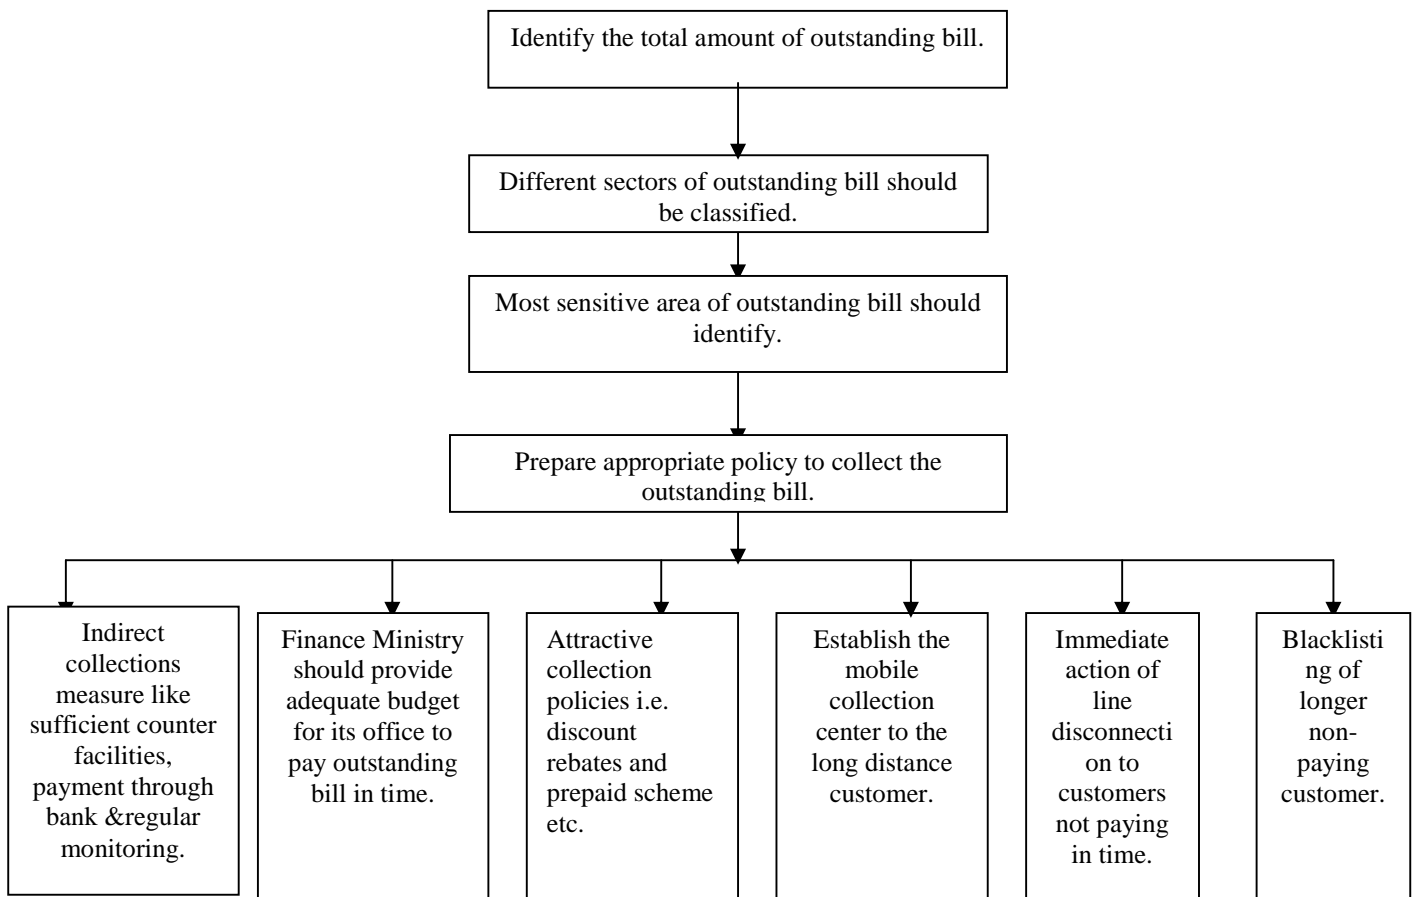 Identify the total amount of outstanding bill.
Different sectors of outstanding bill should
be classified.
Most sensitive area of outstanding bill should
identify.
Prepare appropriate policy to collect the
outstanding bill.
Indirect
collections
measure like
sufficient counter
facilities,
payment through
bank &regular
monitoring.
Finance Ministry
should provide
adequate budget
for its office to
pay outstanding
bill in time.
Attractive
collection
policies i.e.
discount
rebates and
prepaid scheme
etc.
Establish the
mobile
collection
center to the
long distance
customer.
Immediate
action of
line
disconnecti
on to
customers
not paying
in time.
Blacklisti
ng of
longer
non-
paying
customer.